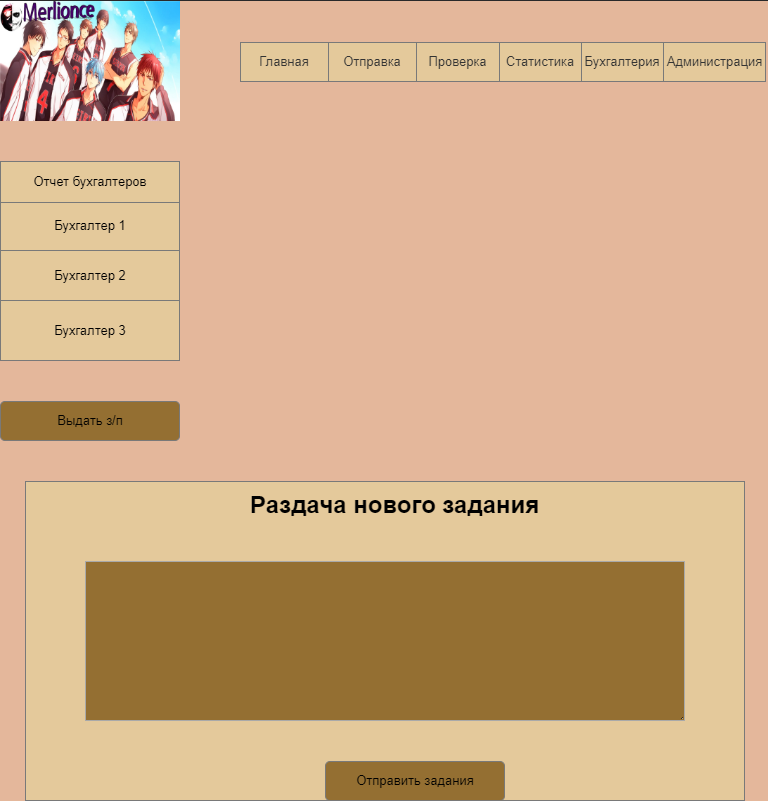 Merlionce
Главная Отправка Проверка Статистика Бухгалтерия Администрация
Отчет бухгалтеров
Бухгалтер 1
Бухгалтер 2
Бухгалтер 3
Выдать з/п
Раздача нового задания
Отправить задания